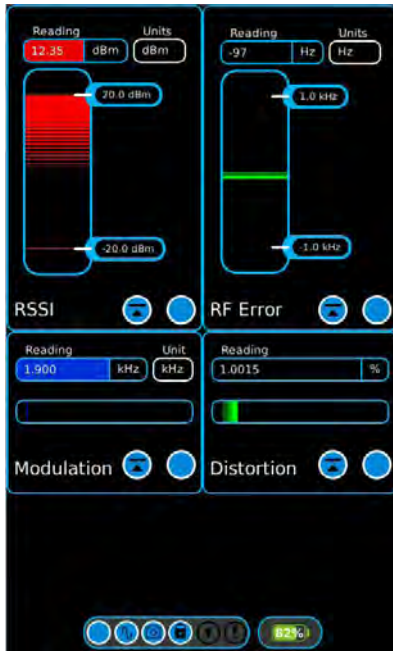 Reading Units
12.35 dBm dBm
20.0 dBm
-20.0 dBm
RSSI
Reading Units
-97 Hz Hz
1.0 kHz
-1.0 kHz
RF Error
Reading Unit
1.900 kHz kHz
Modulation
Reading
1.0015 %
Distortion
82%